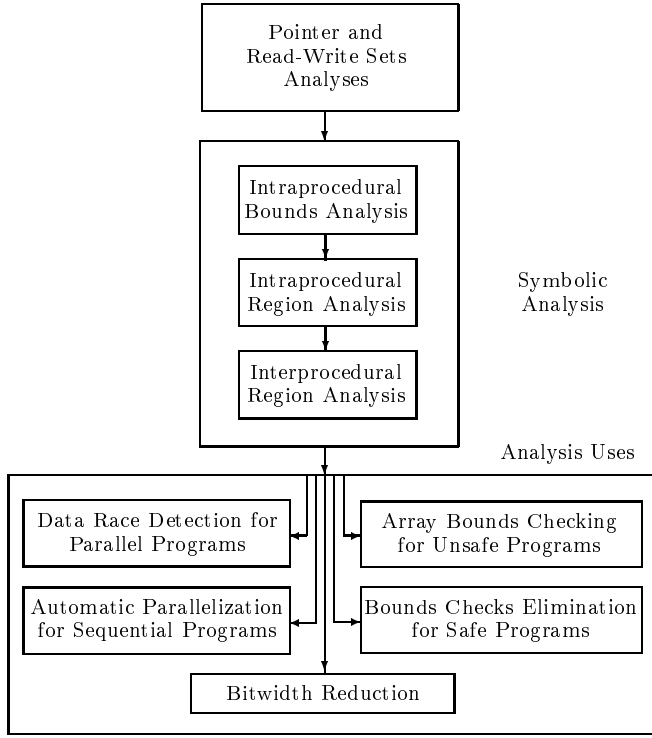 Pointer and
Read-Write Sets
Analyses
Intraprocedural
Bounds Analysis
Intraprocedural
Region Analysis
Symbolic
Analysis
Interprocedural
Region Analysis
Analysis Uses
Data Race Detection for
Parallel Programs
Array Bounds Checking
for Unsafe Programs
Automatic Parallelization
for Sequential Programs
Bounds Checks Elimination
for Safe Programs
Bitwidth Reduction